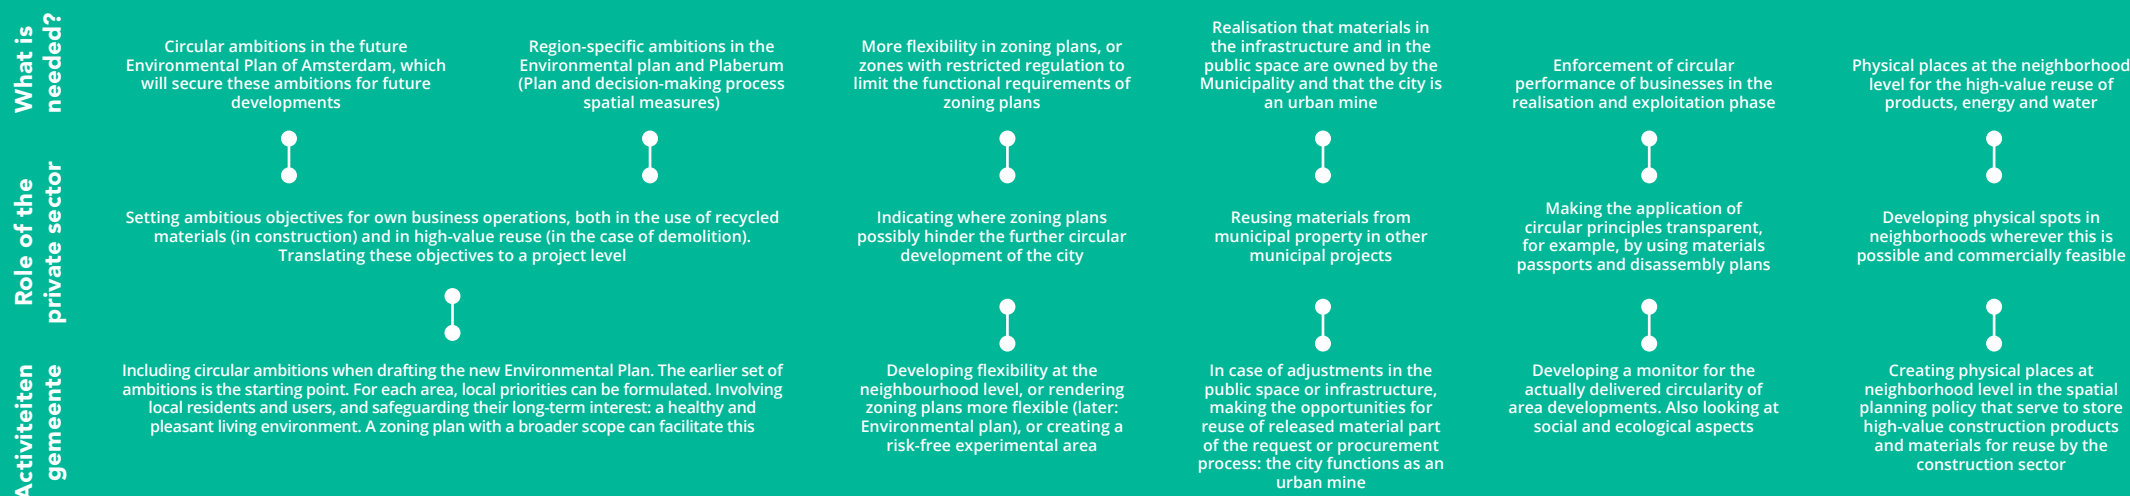 What is
needed?
Circular ambitions in the future
Environmental Plan of Amsterdam, which
will secure these ambitions for future
developments
Region-specific ambitions in the
Environmental plan and Plaberum
(Plan and decision-making process
spatial measures)
More flexibility in zoning plans, or
zones with restricted regulation to
limit the functional requirements of
zoning plans
Realisation that materials in
the infrastructure and in the
public space are owned by the
Municipality and that the city is
an urban mine
Enforcement of circular
performance of businesses in the
realisation and exploitation phase
Physical places at the neighborhood
level for the high-value reuse of
products, energy and water
Role of the
private sector
Setting ambitious objectives for own business operations, both in the use of recycled
materials (in construction) and in high-value reuse (in the case of demolition).
Translating these objectives to a project level
Indicating where zoning plans
possibly hinder the further circular
development of the city
Reusing materials from
municipal property in other
municipal projects
Making the application of
circular principles transparent,
for example, by using materials
passports and disassembly plans
Developing physical spots in
neighborhoods wherever this is
possible and commercially feasible
Activiteiten
gemeente
Including circular ambitions when drafting the new Environmental Plan. The earlier set of
ambitions is the starting point. For each area, local priorities can be formulated. Involving
local residents and users, and safeguarding their long-term interest: a healthy and
pleasant living environment. A zoning plan with a broader scope can facilitate this
Developing flexibility at the
neighbourhood level, or rendering
zoning plans more flexible (later:
Environmental plan), or creating a
risk-free experimental area
In case of adjustments in the
public space or infrastructure,
making the opportunities for
reuse of released material part
of the request or procurement
process: the city functions as an
urban mine
Developing a monitor for the
actually delivered circularity of
area developments. Also looking at
social and ecological aspects
Creating physical places at
neighborhood level in the spatial
planning policy that serve to store
high-value construction products
and materials for reuse by the
construction sector